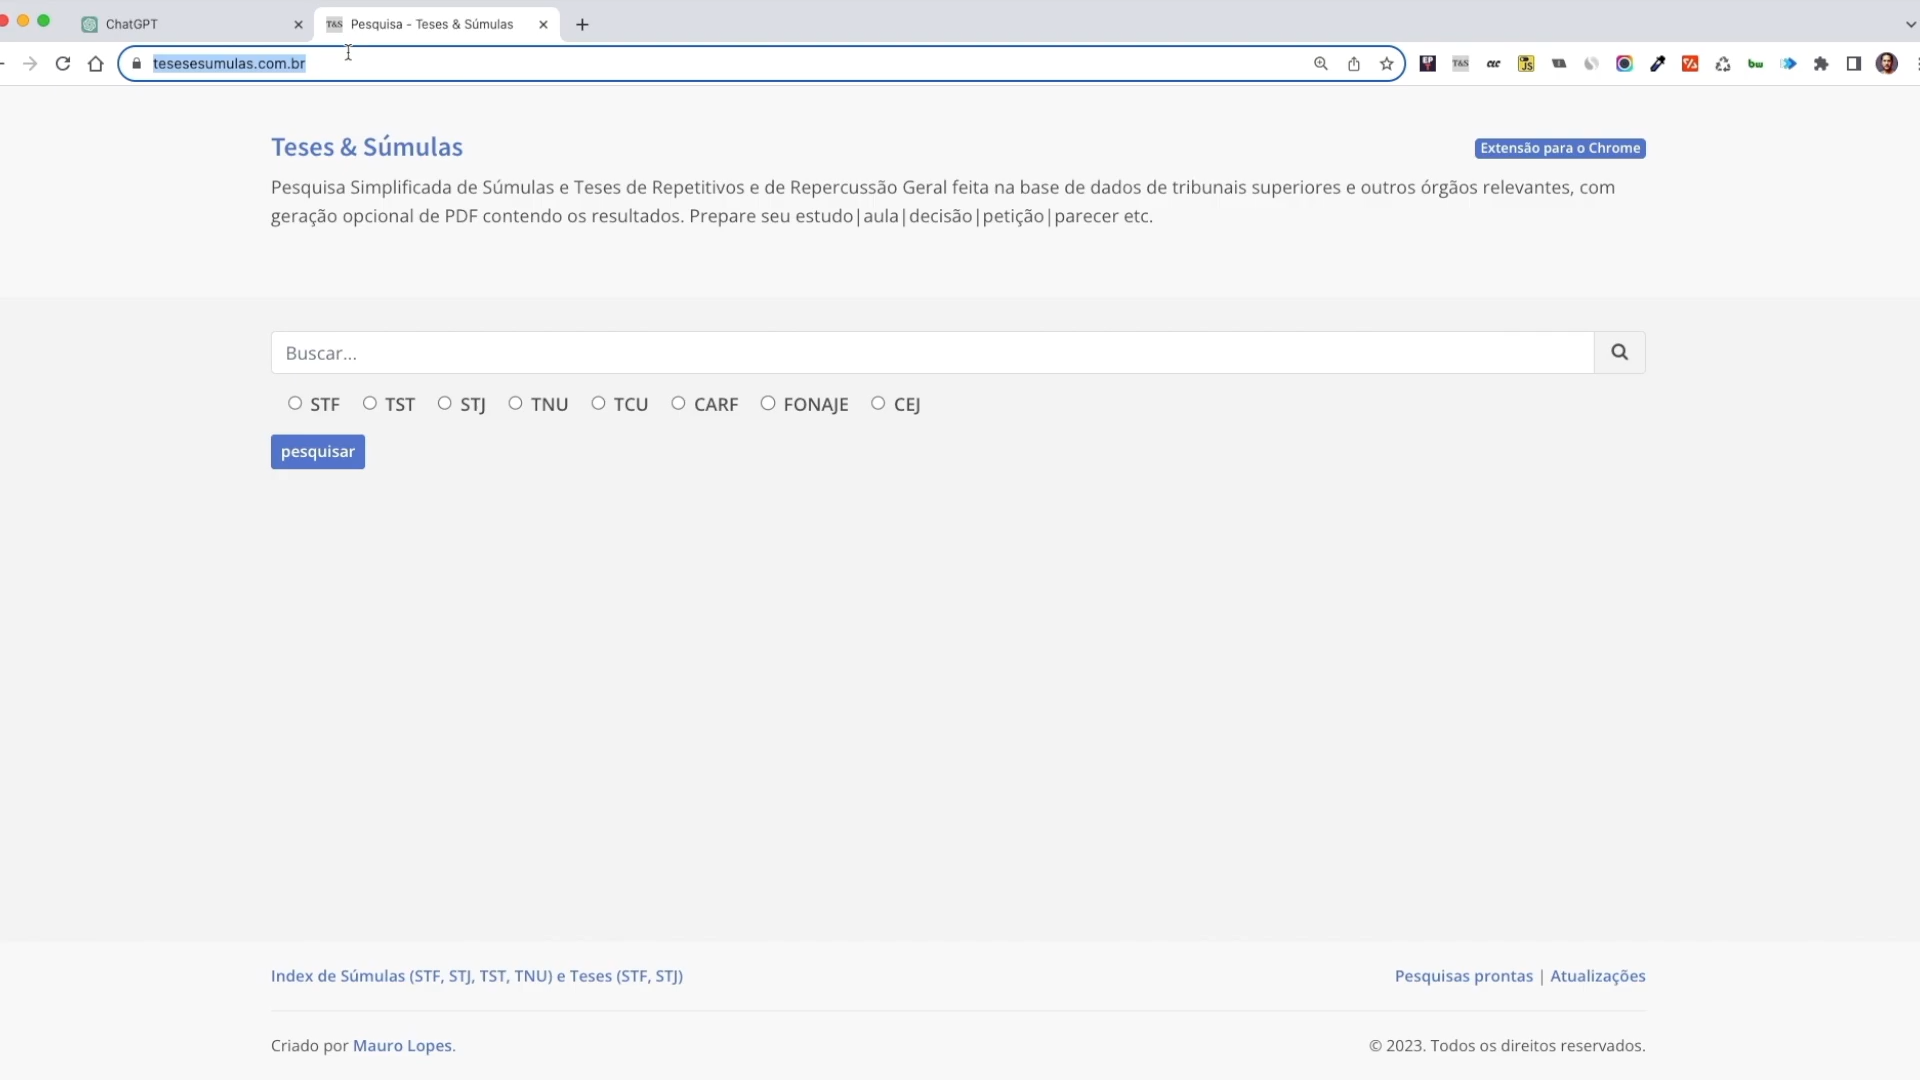 ChatGPT
T&S Pesquisa - Teses & Súmulas
tesesesumulas.com.br
T&S
JS
bw
Teses & Súmulas
Extensão para o Chrome
Pesquisa Simplificada de Súmulas e Teses de Repetitivos e de Repercussão Geral feita na base de dados de tribunais superiores e outros órgãos relevantes, com
geração opcional de PDF contendo os resultados. Prepare seu estudo|aula|decisão|petição|parecer etc.
Buscar...
STF TST STJ TNU TCU CARF FONAJE CEJ
pesquisar
Index de Súmulas (STF, STJ, TST, TNU) e Teses (STF, STJ)
Pesquisas prontas | Atualizações
Criado por Mauro Lopes.
© 2023. Todos os direitos reservados.